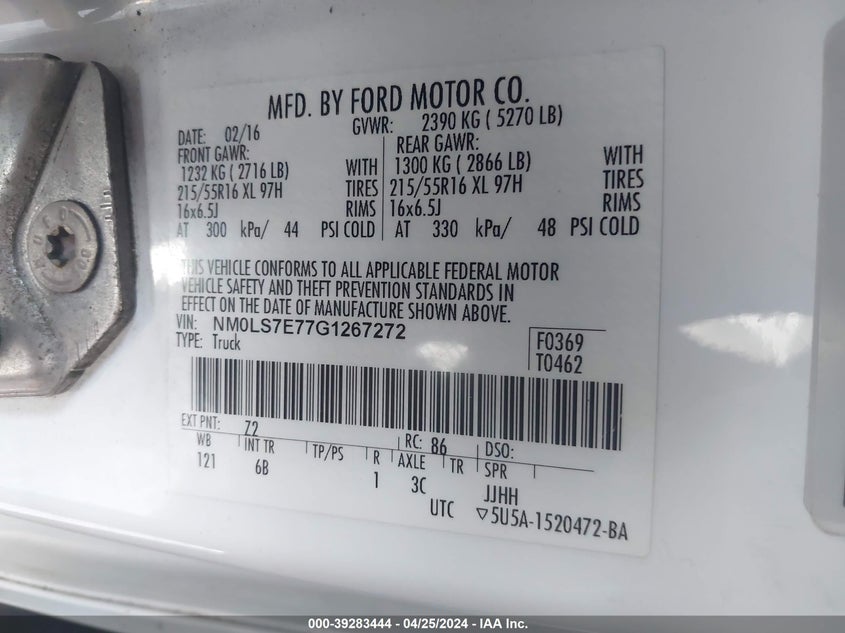 MFD. BY FORD MOTOR CO.
DATE: 02/16 GVWR: 2390 KG ( 5270 LB)
FRONT GAWR: REAR GAWR:
1232 KG ( 2716 LB) WITH 1300 KG ( 2866 LB) WITH
215/55R16 XL 97H TIRES 215/55R16 XL 97H TIRES
16x6.5J RIMS 16x6.5J RIMS
AT 300 kPa/ 44 PSI COLD AT 330 kPa/ 48 PSI COLD
THIS VEHICLE CONFORMS TO ALL APPLICABLE FEDERAL MOTOR
VEHICLE SAFETY AND THEFT PREVENTION STANDARDS IN
EFFECT ON THE DATE OF MANUFACTURE SHOWN ABOVE.
VIN: NM0LS7E77G1267272 F0369
TYPE: Truck T0462
EXT PNT: Z2 RC: 86 DSO:
WB INT TR TP/PS R AXLE TR SPR
121 6B 1 3C JJHH
UTC ▽5U5A-1520472-BA
000-39283444 - 04/25/2024 - IAA Inc.